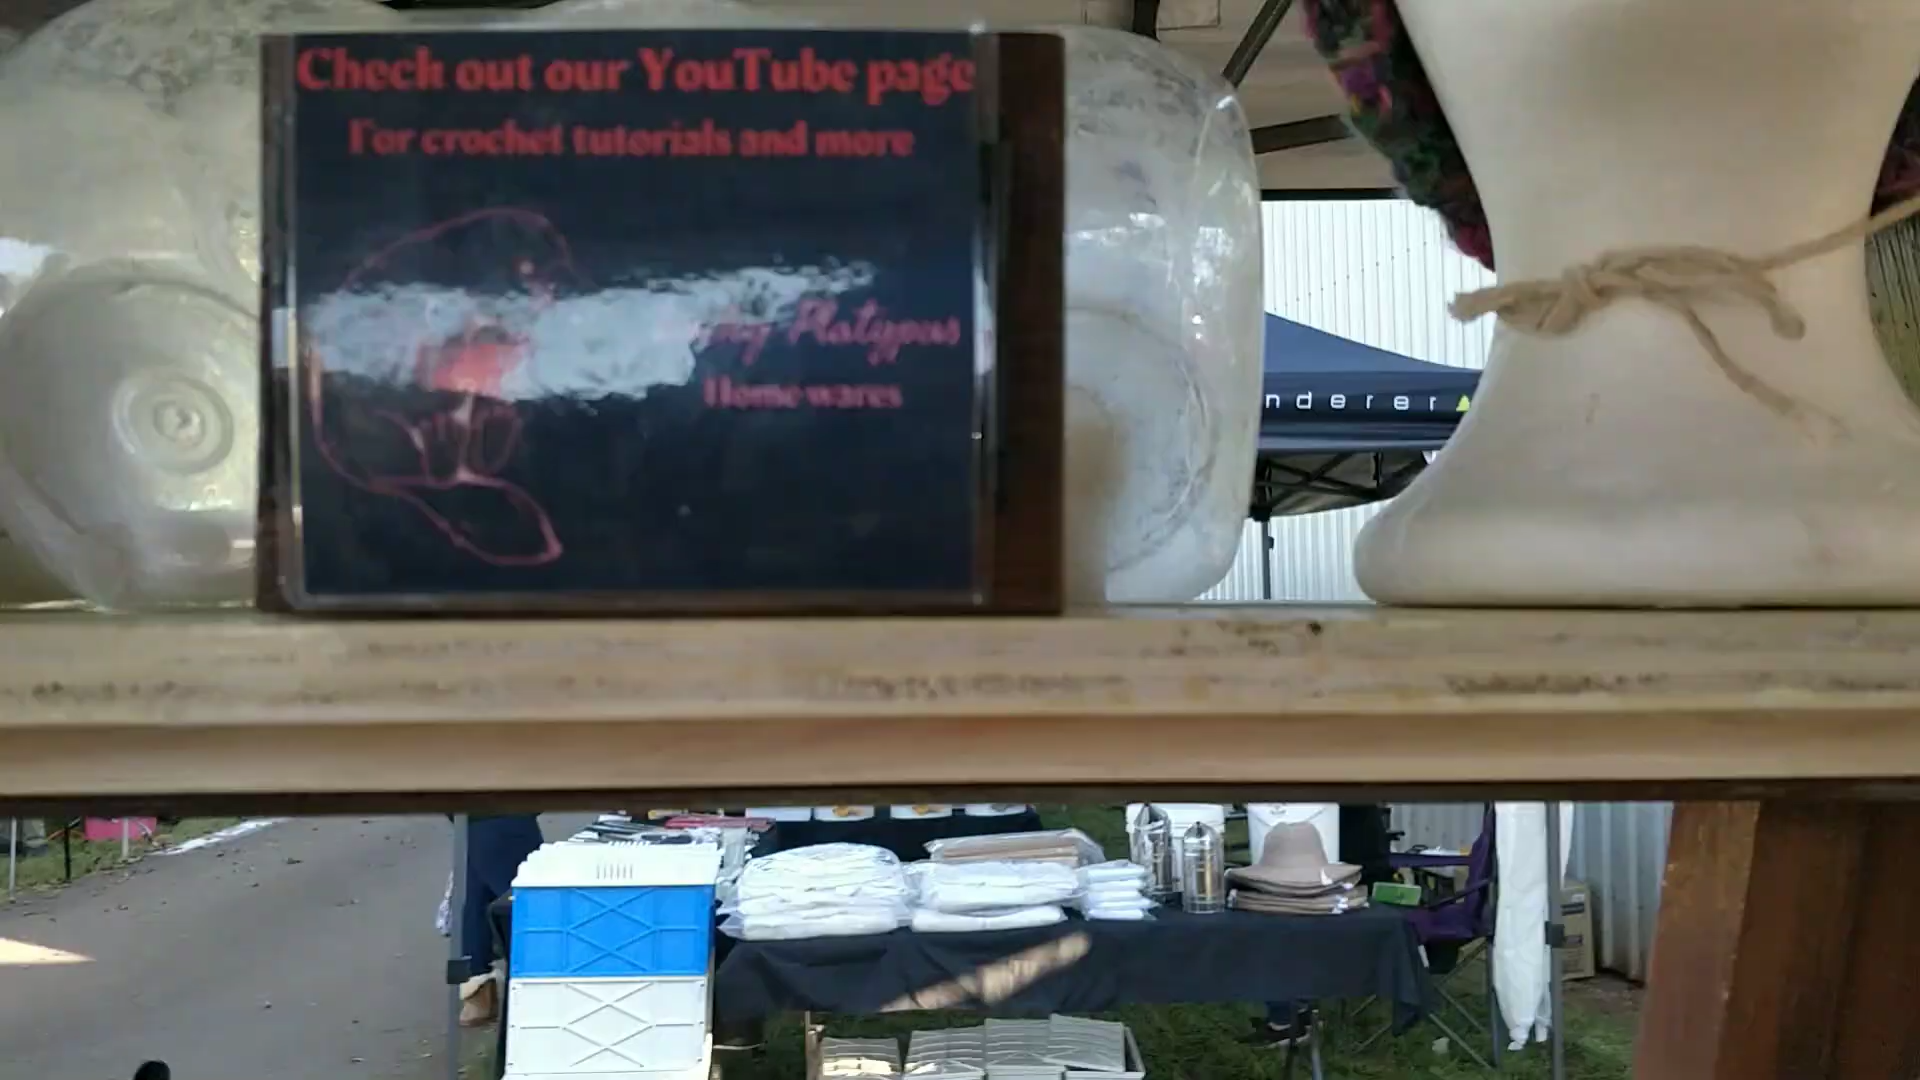 Check out our YouTube page
For crochet tutorials and more
Platypus
Home wares
nderer